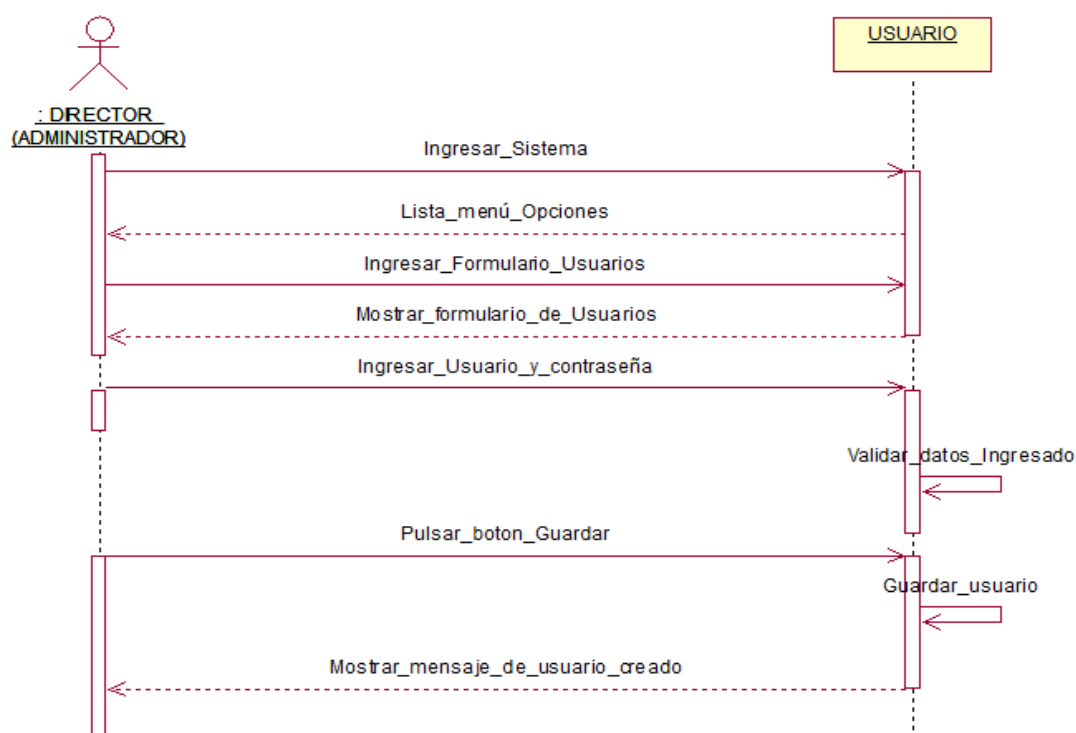 USUARIO
: DIRECTOR
(ADMINISTRADOR)
Ingresar_Sistema
Lista_menú_Opciones
Ingresar_Formulario_Usuarios
Mostrar_formulario_de_Usuarios
Ingresar_Usuario_y_contraseña
Validar_datos_Ingresado
Pulsar_boton_Guardar
Guardar_usuario
Mostrar_mensaje_de_usuario_creado